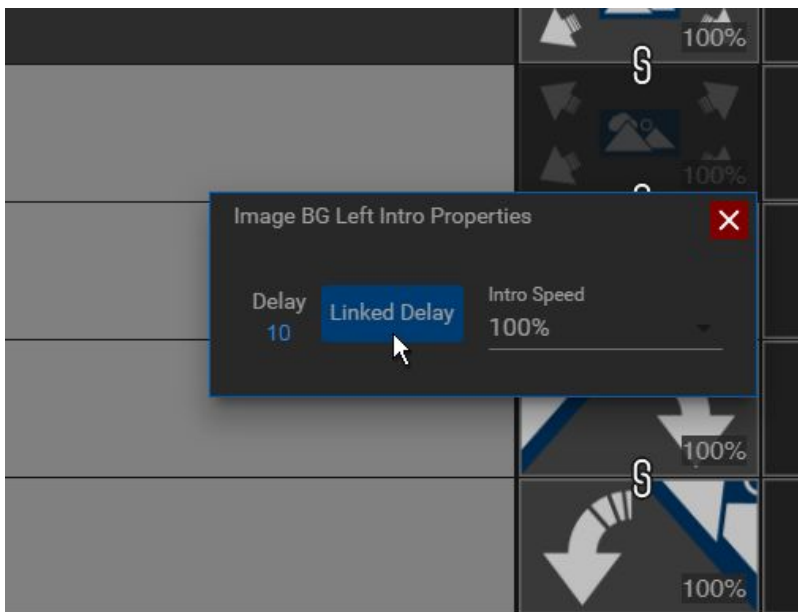 100%
100%
Image BG Left Intro Properties
Delay
10
Linked Delay
Intro Speed
100%
100%
100%